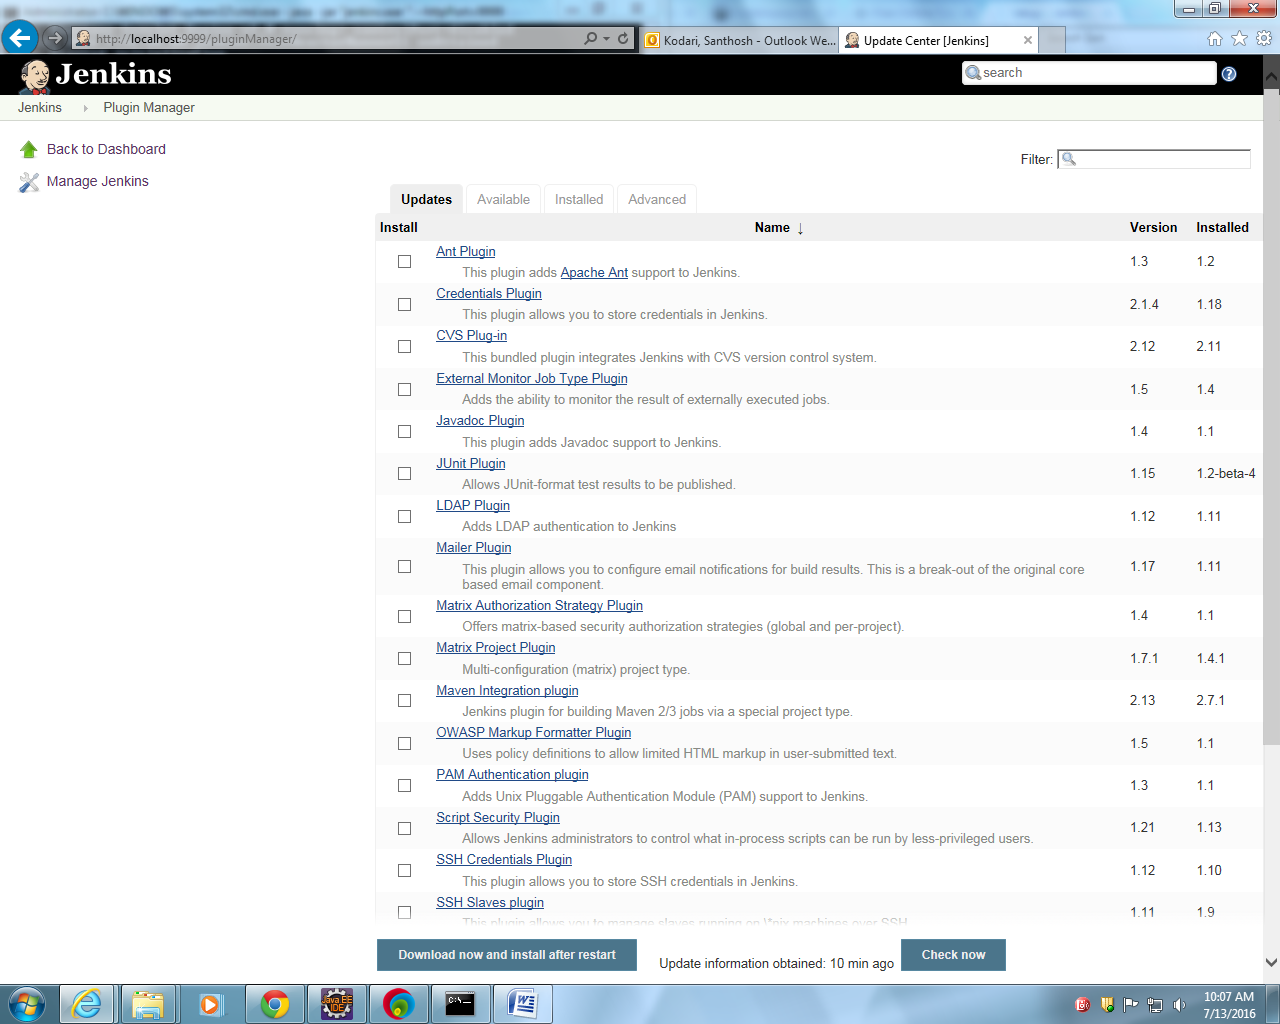 http://localhost:9999/pluginManager/
Kodari, Santhosh - Outlook We...
Update Center [Jenkins]
Jenkins
search
Jenkins
Plugin Manager
Back to Dashboard
Manage Jenkins
Filter:
Updates
Available
Installed
Advanced
Install Name ↓ Version Installed
Ant Plugin
This plugin adds Apache Ant support to Jenkins.
1.3 1.2
Credentials Plugin
This plugin allows you to store credentials in Jenkins.
2.1.4 1.18
CVS Plug-in
This bundled plugin integrates Jenkins with CVS version control system.
2.12 2.11
External Monitor Job Type Plugin
Adds the ability to monitor the result of externally executed jobs.
1.5 1.4
Javadoc Plugin
This plugin adds Javadoc support to Jenkins.
1.4 1.1
JUnit Plugin
Allows JUnit-format test results to be published.
1.15 1.2-beta-4
LDAP Plugin
Adds LDAP authentication to Jenkins
1.12 1.11
Mailer Plugin
This plugin allows you to configure email notifications for build results. This is a break-out of the original core
based email component.
1.17 1.11
Matrix Authorization Strategy Plugin
Offers matrix-based security authorization strategies (global and per-project).
1.4 1.1
Matrix Project Plugin
Multi-configuration (matrix) project type.
1.7.1 1.4.1
Maven Integration plugin
Jenkins plugin for building Maven 2/3 jobs via a special project type.
2.13 2.7.1
OWASP Markup Formatter Plugin
Uses policy definitions to allow limited HTML markup in user-submitted text.
1.5 1.1
PAM Authentication plugin
Adds Unix Pluggable Authentication Module (PAM) support to Jenkins.
1.3 1.1
Script Security Plugin
Allows Jenkins administrators to control what in-process scripts can be run by less-privileged users.
1.21 1.13
SSH Credentials Plugin
This plugin allows you to store SSH credentials in Jenkins.
1.12 1.10
SSH Slaves plugin
This plugin allows you to manage slaves running on \*nix machines over SSH.
1.11 1.9
Download now and install after restart
Update information obtained: 10 min ago
Check now
Java EE
IDE
C:\.
10:07 AM
7/13/2016